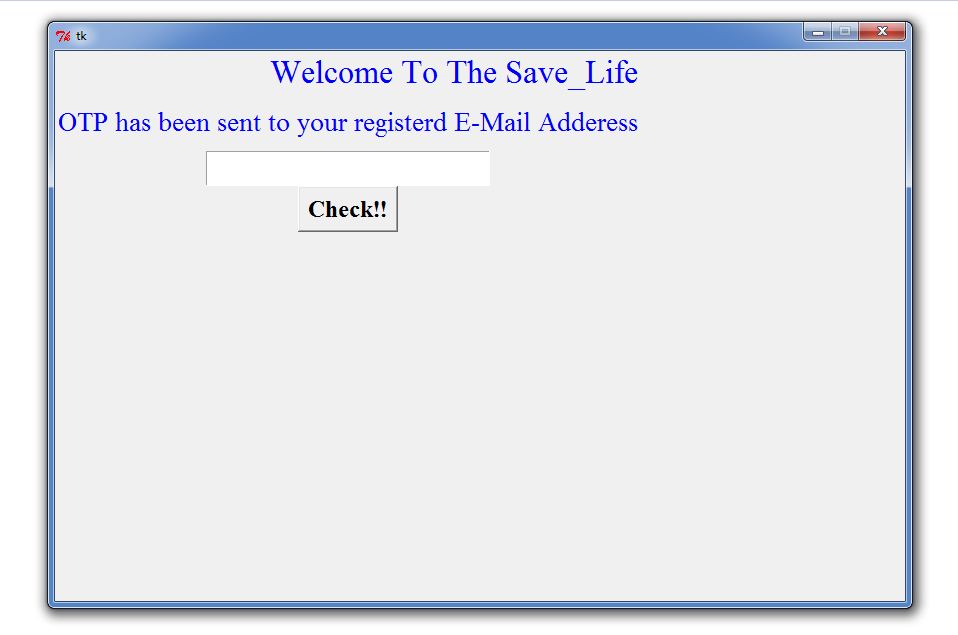 tk
Welcome To The Save_Life
OTP has been sent to your registerd E-Mail Adderess
Check!!